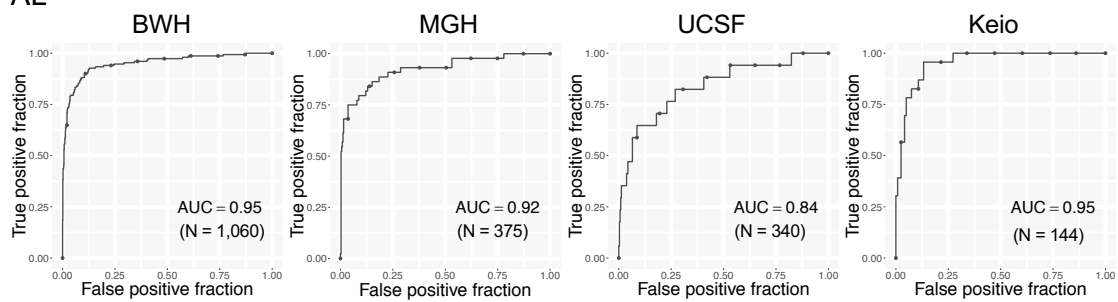 BWH
MGH
UCSF
Keio
True positive fraction
1.00
0.75
0.50
0.25
0.00
AUC = 0.95
(N = 1,060)
0.00 0.25 0.50 0.75 1.00
False positive fraction
True positive fraction
1.00
0.75
0.50
0.25
0.00
AUC = 0.92
(N = 375)
0.00 0.25 0.50 0.75 1.00
False positive fraction
True positive fraction
1.00
0.75
0.50
0.25
0.00
AUC = 0.84
(N = 340)
0.00 0.25 0.50 0.75 1.00
False positive fraction
True positive fraction
1.00
0.75
0.50
0.25
0.00
AUC = 0.95
(N = 144)
0.00 0.25 0.50 0.75 1.00
False positive fraction